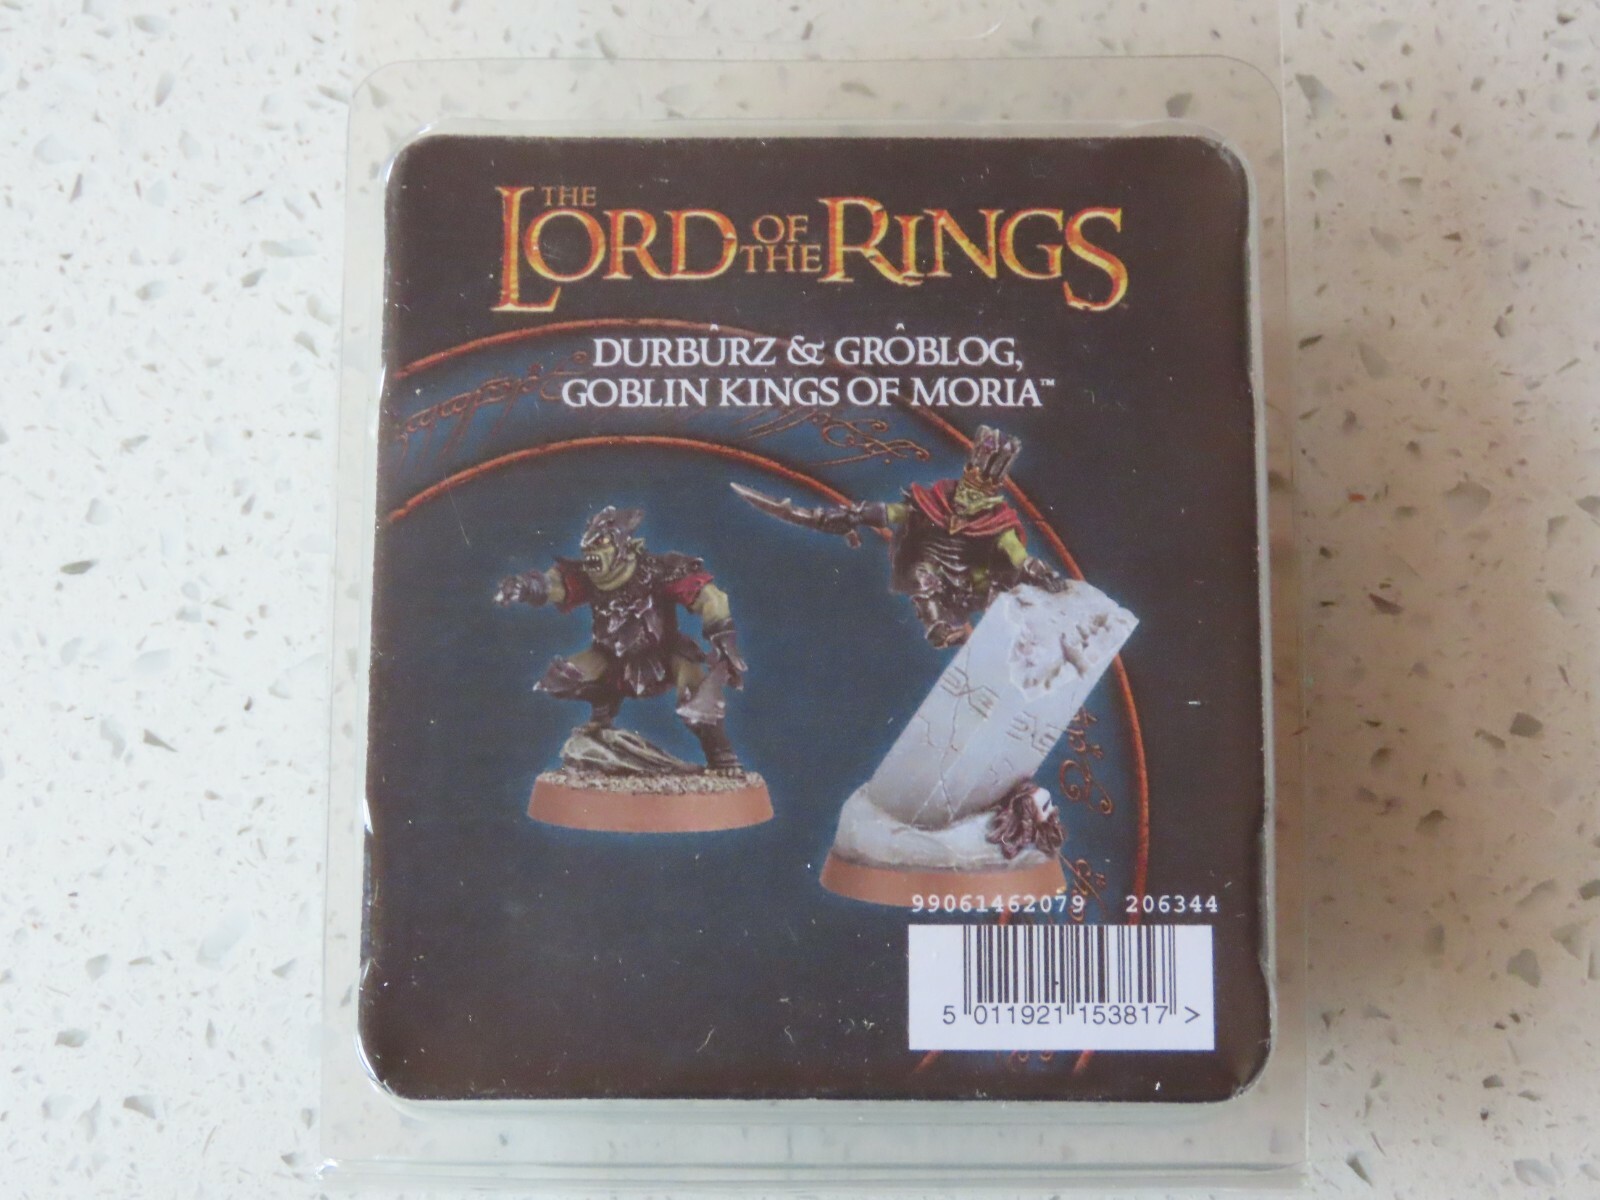 THE LORD OF THE RINGS
DURBÛRZ & GRÔBLOG,
GOBLIN KINGS OF MORIA™
99061462079 206344
5 011921 153817 >